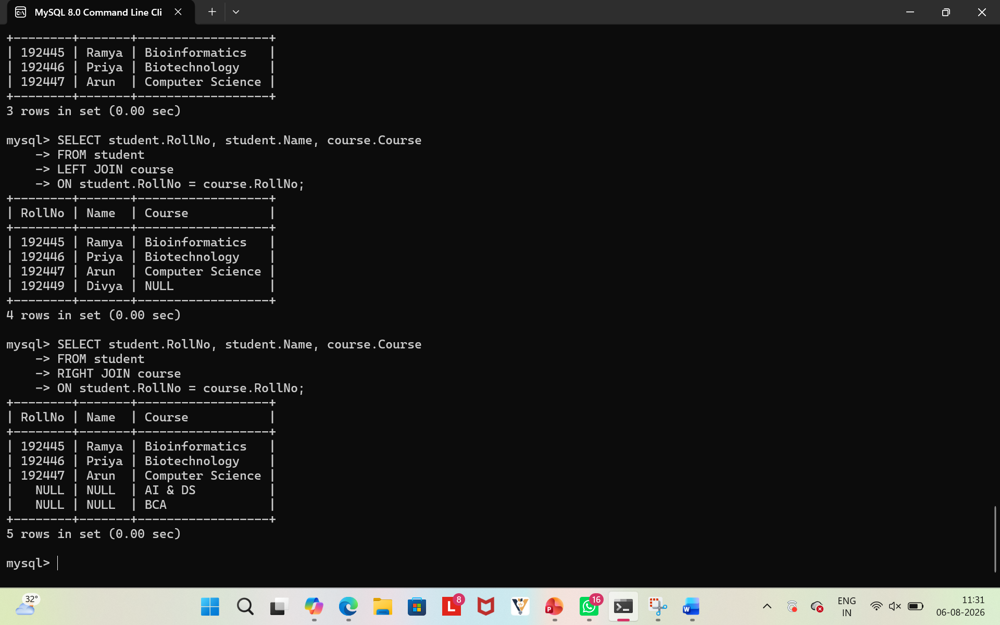 MySQL 8.0 Command Line Cli
+--------+-------+------------------+
| 192445 | Ramya | Bioinformatics   |
| 192446 | Priya | Biotechnology    |
| 192447 | Arun  | Computer Science |
+--------+-------+------------------+
3 rows in set (0.00 sec)
mysql> SELECT student.RollNo, student.Name, course.Course
    -> FROM student
    -> LEFT JOIN course
    -> ON student.RollNo = course.RollNo;
+--------+-------+------------------+
| RollNo | Name  | Course           |
+--------+-------+------------------+
| 192445 | Ramya | Bioinformatics   |
| 192446 | Priya | Biotechnology    |
| 192447 | Arun  | Computer Science |
| 192449 | Divya | NULL             |
+--------+-------+------------------+
4 rows in set (0.00 sec)
mysql> SELECT student.RollNo, student.Name, course.Course
    -> FROM student
    -> RIGHT JOIN course
    -> ON student.RollNo = course.RollNo;
+--------+-------+------------------+
| RollNo | Name  | Course           |
+--------+-------+------------------+
| 192445 | Ramya | Bioinformatics   |
| 192446 | Priya | Biotechnology    |
| 192447 | Arun  | Computer Science |
|   NULL | NULL  | AI & DS          |
|   NULL | NULL  | BCA              |
+--------+-------+------------------+
5 rows in set (0.00 sec)
mysql>
32°
L 8
P
16
W
ENG
IN
11:31
06-08-2026